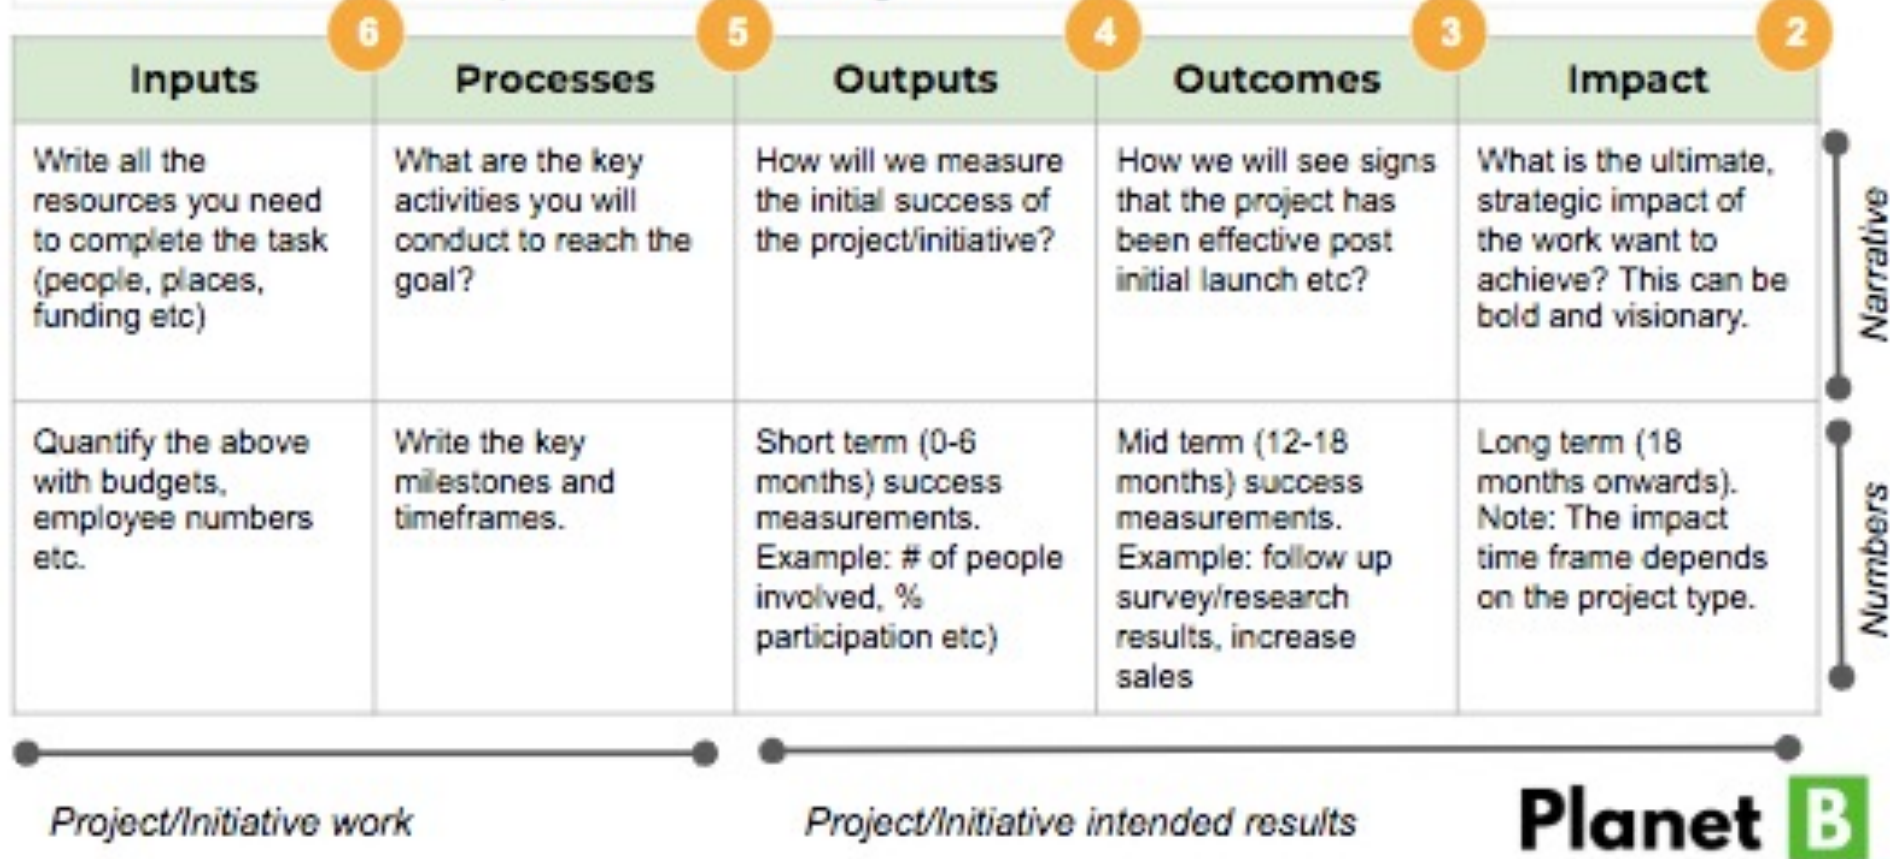 6 5 4 3 2
Inputs Processes Outputs Outcomes Impact
Write all the
resources you need
to complete the task
(people, places,
funding etc)
What are the key
activities you will
conduct to reach the
goal?
How will we measure
the initial success of
the project/initiative?
How we will see signs
that the project has
been effective post
initial launch etc?
What is the ultimate,
strategic impact of
the work want to
achieve? This can be
bold and visionary.
Narrative
Quantify the above
with budgets,
employee numbers
etc.
Write the key
milestones and
timeframes.
Short term (0-6
months) success
measurements.
Example: # of people
involved, %
participation etc)
Mid term (12-18
months) success
measurements.
Example: follow up
survey/research
results, increase
sales
Long term (18
months onwards).
Note: The impact
time frame depends
on the project type.
Numbers
Project/Initiative work
Project/Initiative intended results
Planet B